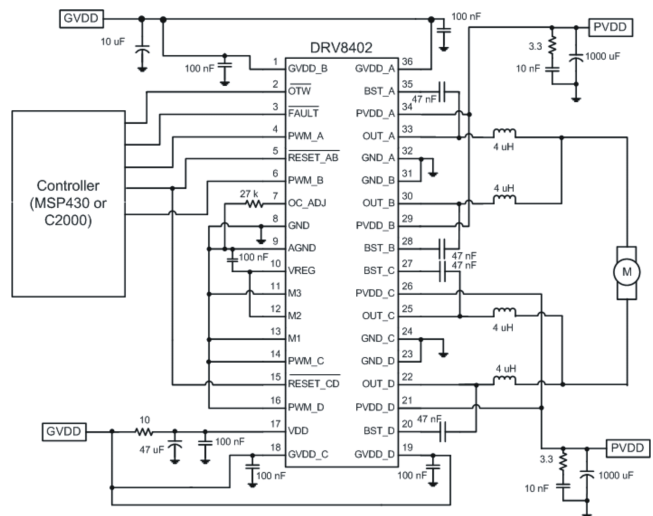 GVDD
10 uF
100 nF
100 nF
PVDD
3.3
10 nF
1000 uF
DRV8402
1 GVDD_B GVDD_A 36
2 OTW BST_A 35
47 nF
3 FAULT PVDD_A 34
4 PWM_A OUT_A 33
4 uH
5 RESET_AB GND_A 32
6 PWM_B GND_B 31
Controller
(MSP430 or
C2000)
27 k
7 OC_ADJ OUT_B 30
4 uH
8 GND PVDD_B 29
9 AGND BST_B 28
47 nF
100 nF
10 VREG BST_C 27
47 nF
11 M3 PVDD_C 26
12 M2 OUT_C 25
4 uH
13 M1 GND_C 24
14 PWM_C GND_D 23
15 RESET_CD OUT_D 22
4 uH
16 PWM_D PVDD_D 21
17 VDD BST_D 20
47 nF
18 GVDD_C GVDD_D 19
M
GVDD
10
47 uF
100 nF
100 nF
100 nF
PVDD
3.3
10 nF
1000 uF